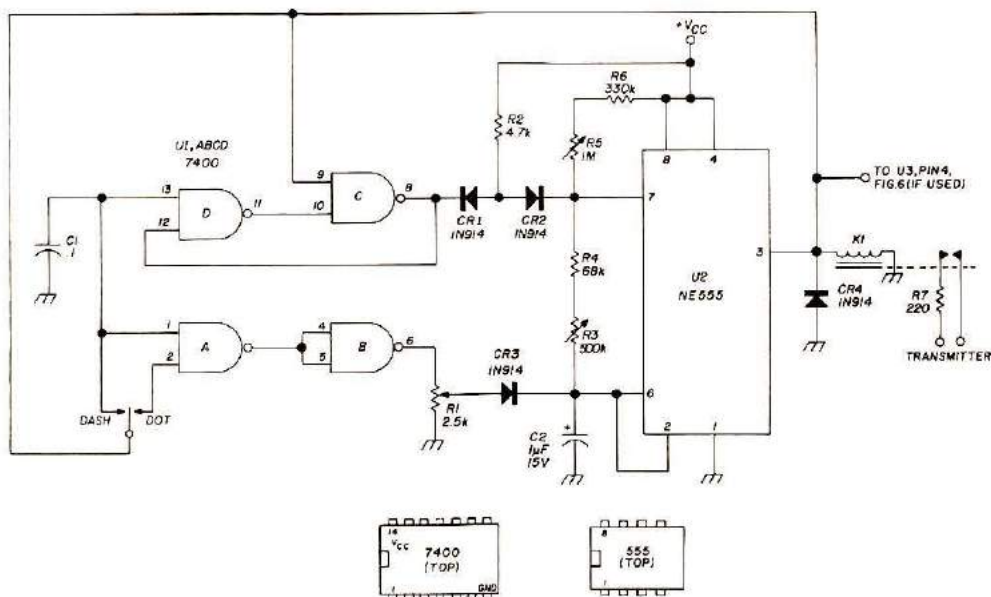 +VCC
R6
330k
R2
4.7k
R5
1M
U1, ABCD
7400
8
4
TO U3, PIN4,
FIG.6 (IF USED)
13
D
11
12
9
10
C
8
CR1
1N914
CR2
1N914
7
C1
.1
R4
68k
U2
NE555
3
K1
CR4
1N914
R7
220
TRANSMITTER
1
2
A
4
5
B
6
CR3
1N914
R3
500k
6
DASH
DOT
R1
2.5k
+
C2
1µF
15V
2
1
14
VCC
7400
(TOP)
1
GND
8
555
(TOP)
1